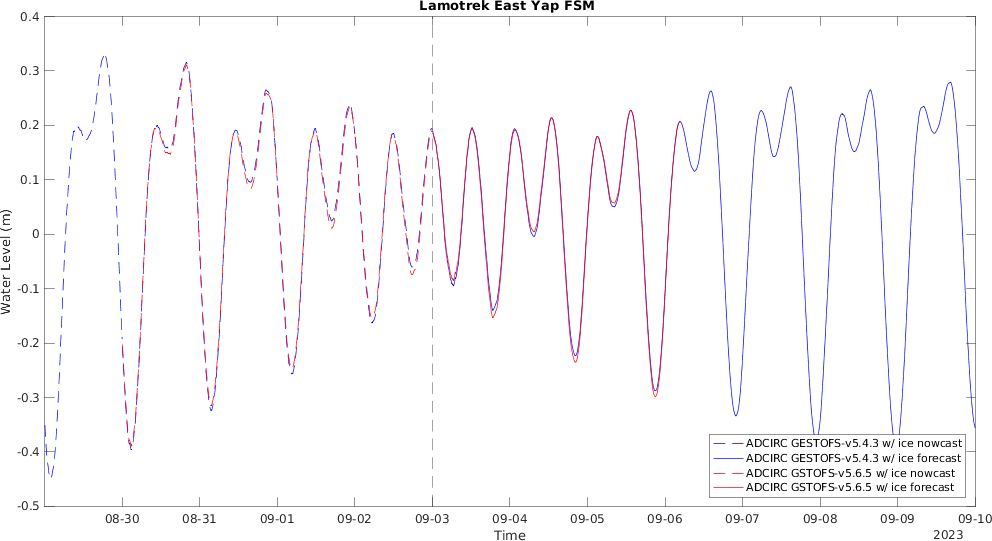 Lamotrek East Yap FSM
0.4
0.3
0.2
0.1
0
-0.1
-0.2
-0.3
-0.4
-0.5
Water Level (m)
ADCIRC GESTOFS-v5.4.3 w/ ice nowcast
ADCIRC GESTOFS-v5.4.3 w/ ice forecast
ADCIRC GSTOFS-v5.6.5 w/ ice nowcast
ADCIRC GSTOFS-v5.6.5 w/ ice forecast
08-30 08-31 09-01 09-02 09-03 09-04 09-05 09-06 09-07 09-08 09-09 09-10
Time
2023